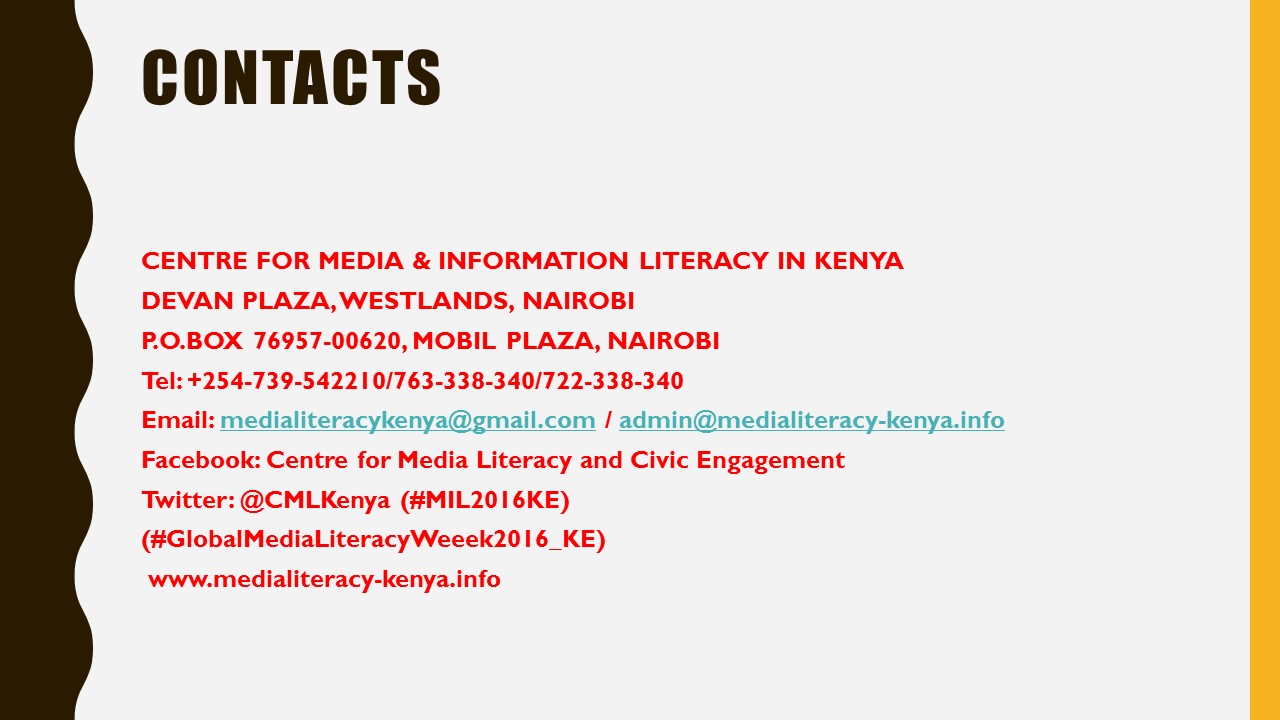 CONTACTS
CENTRE FOR MEDIA & INFORMATION LITERACY IN KENYA
DEVAN PLAZA, WESTLANDS, NAIROBI
P.O.BOX 76957-00620, MOBIL PLAZA, NAIROBI
Tel: +254-739-542210/763-338-340/722-338-340
Email: medialiteracykenya@gmail.com / admin@medialiteracy-kenya.info
Facebook: Centre for Media Literacy and Civic Engagement
Twitter: @CMLKenya (#MIL2016KE)
(#GlobalMediaLiteracyWeeek2016_KE)
www.medialiteracy-kenya.info